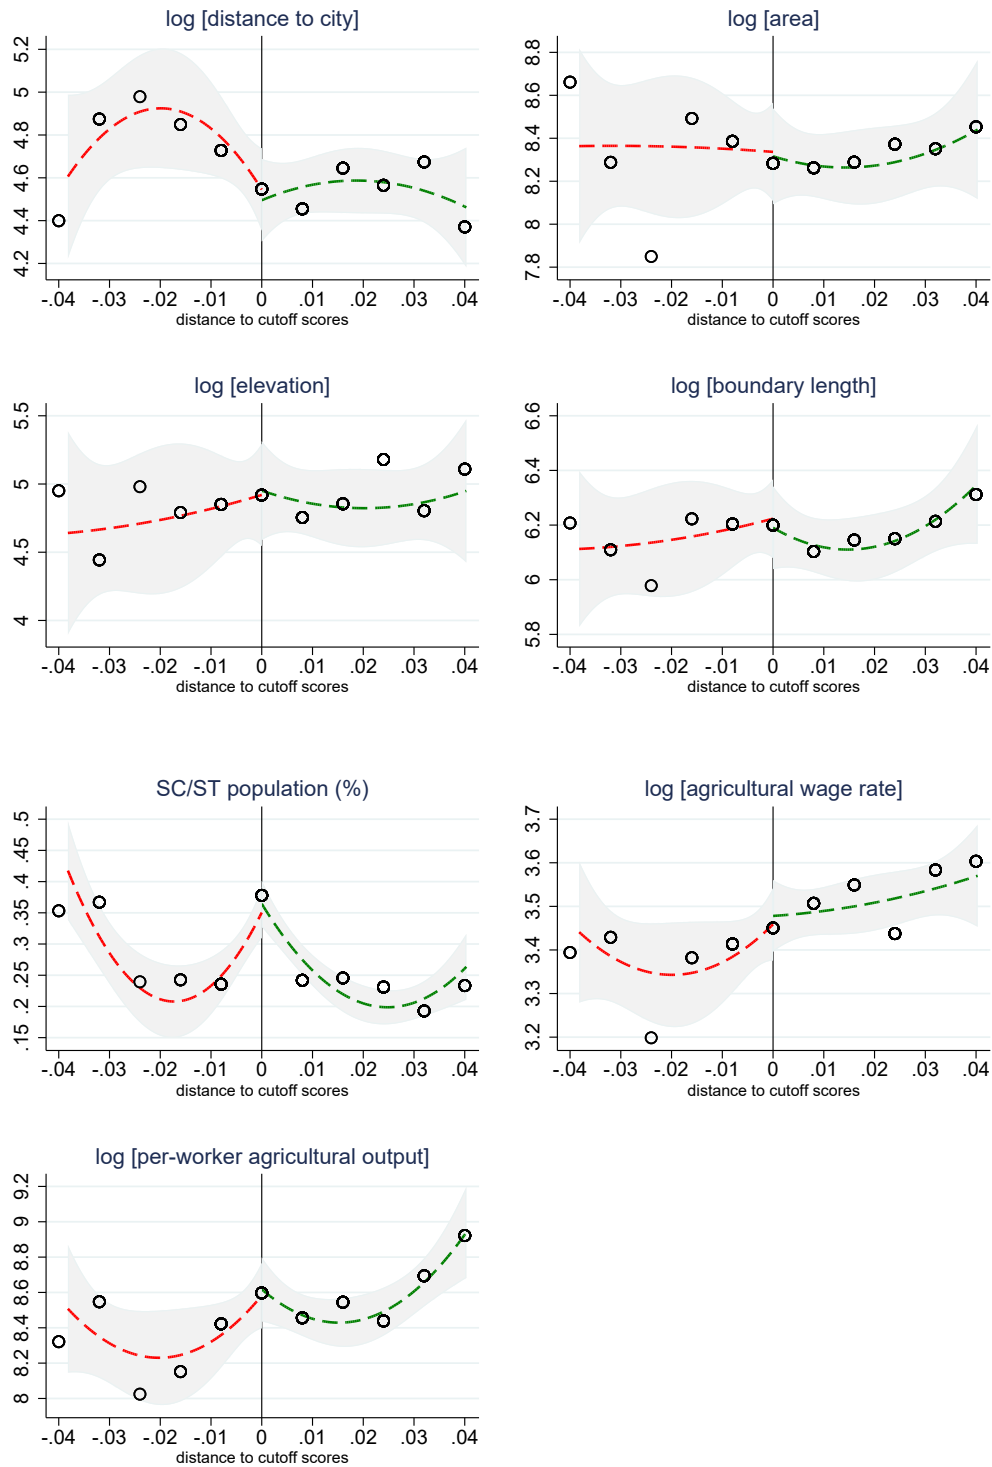 log [distance to city]
5.2
5
4.8
4.6
4.4
4.2
-.04 -.03 -.02 -.01 0 .01 .02 .03 .04
distance to cutoff scores
log [area]
8.8
8.6
8.4
8.2
8
7.8
-.04 -.03 -.02 -.01 0 .01 .02 .03 .04
distance to cutoff scores
log [elevation]
5.5
5
4.5
4
-.04 -.03 -.02 -.01 0 .01 .02 .03 .04
distance to cutoff scores
log [boundary length]
6.6
6.4
6.2
6
5.8
-.04 -.03 -.02 -.01 0 .01 .02 .03 .04
distance to cutoff scores
SC/ST population (%)
.5
.45
.4
.35
.3
.25
.2
.15
-.04 -.03 -.02 -.01 0 .01 .02 .03 .04
distance to cutoff scores
log [agricultural wage rate]
3.7
3.6
3.5
3.4
3.3
3.2
-.04 -.03 -.02 -.01 0 .01 .02 .03 .04
distance to cutoff scores
log [per-worker agricultural output]
9.2
9
8.8
8.6
8.4
8.2
8
-.04 -.03 -.02 -.01 0 .01 .02 .03 .04
distance to cutoff scores